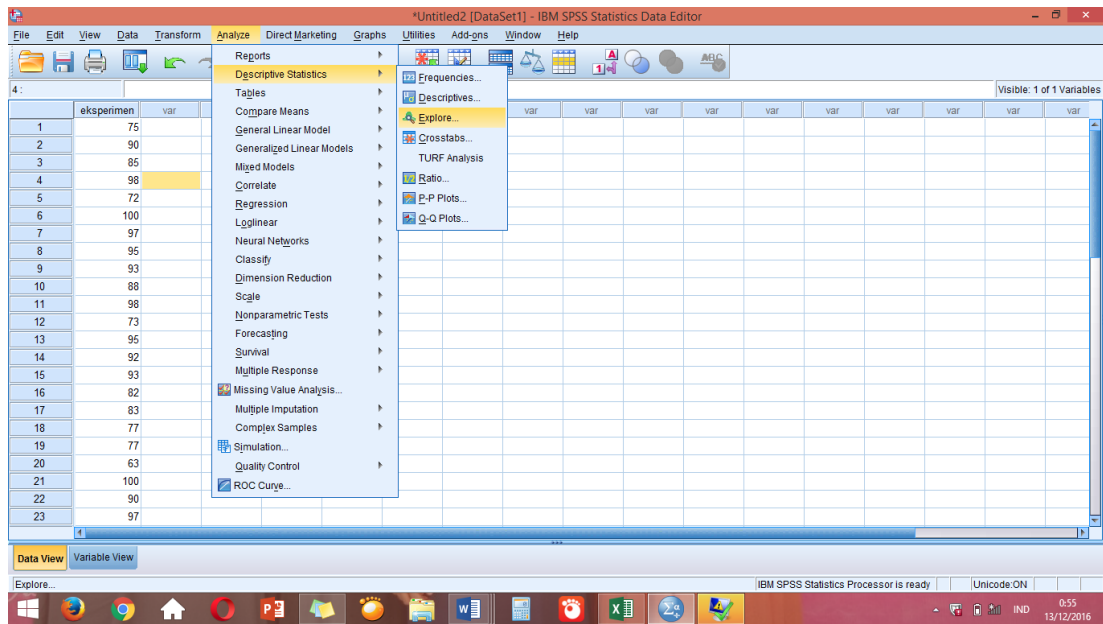 *Untitled2 [DataSet1] - IBM SPSS Statistics Data Editor
File Edit View Data Transform Analyze Direct Marketing Graphs Utilities Add-ons Window Help
4 :
Visible: 1 of 1 Variables
eksperimen var var var var var var var var var
1 75
2 90
3 85
4 98
5 72
6 100
7 97
8 95
9 93
10 88
11 98
12 73
13 95
14 92
15 93
16 82
17 83
18 77
19 77
20 63
21 100
22 90
23 97
Reports
Descriptive Statistics
Tables
Compare Means
General Linear Model
Generalized Linear Models
Mixed Models
Correlate
Regression
Loglinear
Neural Networks
Classify
Dimension Reduction
Scale
Nonparametric Tests
Forecasting
Survival
Multiple Response
Missing Value Analysis...
Multiple Imputation
Complex Samples
Simulation...
Quality Control
ROC Curve...
Frequencies...
Descriptives...
Explore...
Crosstabs...
TURF Analysis
Ratio...
P-P Plots...
Q-Q Plots...
Data View Variable View
Explore...
IBM SPSS Statistics Processor is ready
Unicode:ON
IND
0:55
13/12/2016